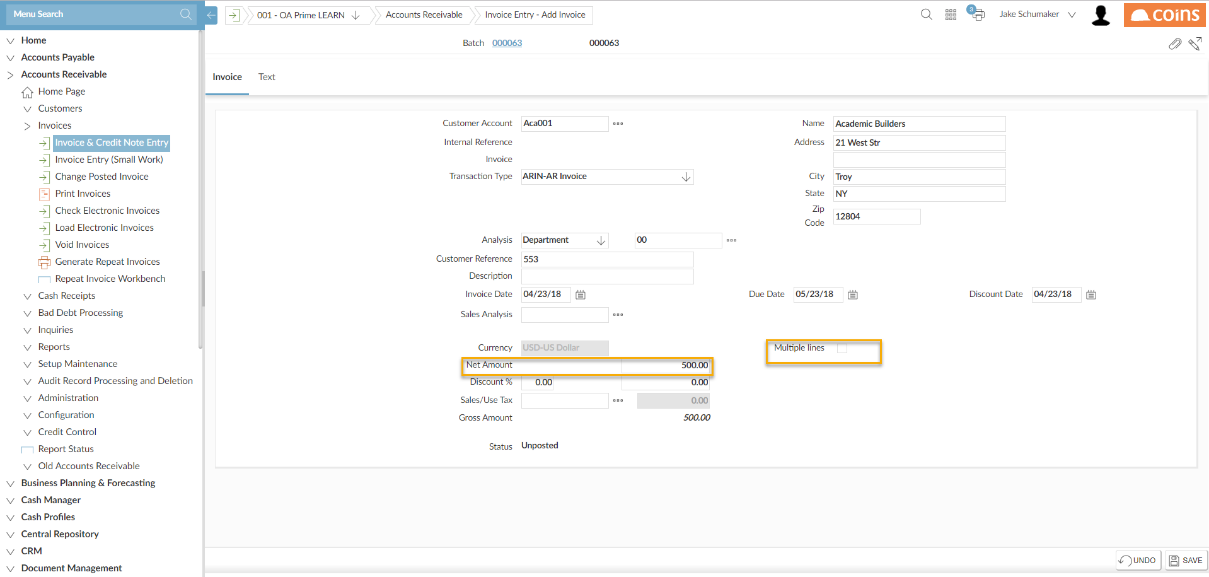 Menu Search
001 - OA Prime LEARN
Accounts Receivable
Invoice Entry - Add Invoice
3
Jake Schumaker
coins
Batch 000063 000063
Home
Accounts Payable
Accounts Receivable
Home Page
Customers
Invoices
Invoice & Credit Note Entry
Invoice Entry (Small Work)
Change Posted Invoice
Print Invoices
Check Electronic Invoices
Load Electronic Invoices
Void Invoices
Generate Repeat Invoices
Repeat Invoice Workbench
Cash Receipts
Bad Debt Processing
Inquiries
Reports
Setup Maintenance
Audit Record Processing and Deletion
Administration
Configuration
Credit Control
Report Status
Old Accounts Receivable
Business Planning & Forecasting
Cash Manager
Cash Profiles
Central Repository
CRM
Document Management
Invoice Text
Customer Account Aca001
Internal Reference
Invoice
Transaction Type ARIN-AR Invoice
Name Academic Builders
Address 21 West Str
City Troy
State NY
Zip
Code 12804
Analysis Department 00
Customer Reference 553
Description
Invoice Date 04/23/18 Due Date 05/23/18 Discount Date 04/23/18
Sales Analysis
Currency USD-US Dollar Multiple lines
Net Amount 500.00
Discount % 0.00 0.00
Sales/Use Tax 0.00
Gross Amount 500.00
Status Unposted
UNDO SAVE